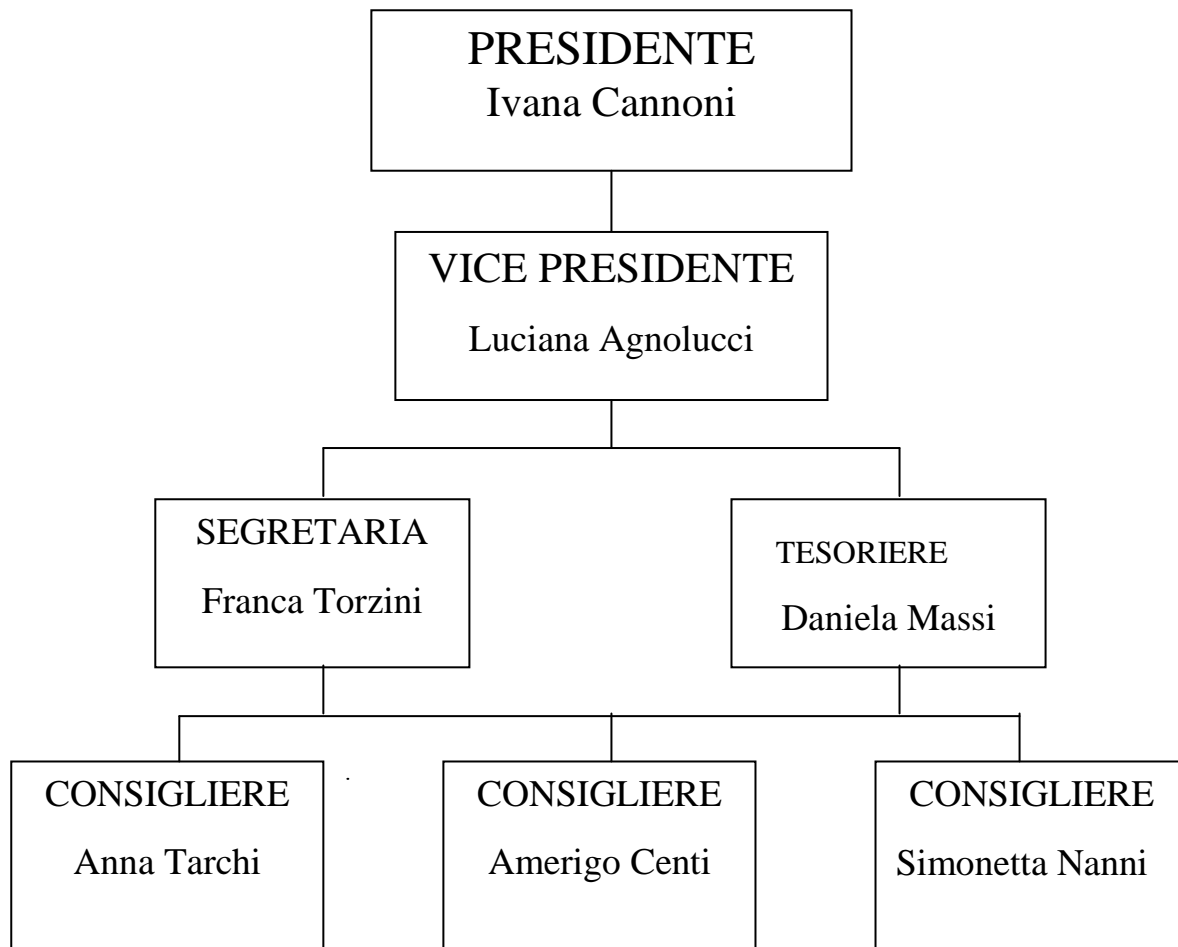 PRESIDENTE
Ivana Cannoni
VICE PRESIDENTE
Luciana Agnolucci
SEGRETARIA
Franca Torzini
TESORIERE
Daniela Massi
CONSIGLIERE
Anna Tarchi
CONSIGLIERE
Amerigo Centi
CONSIGLIERE
Simonetta Nanni